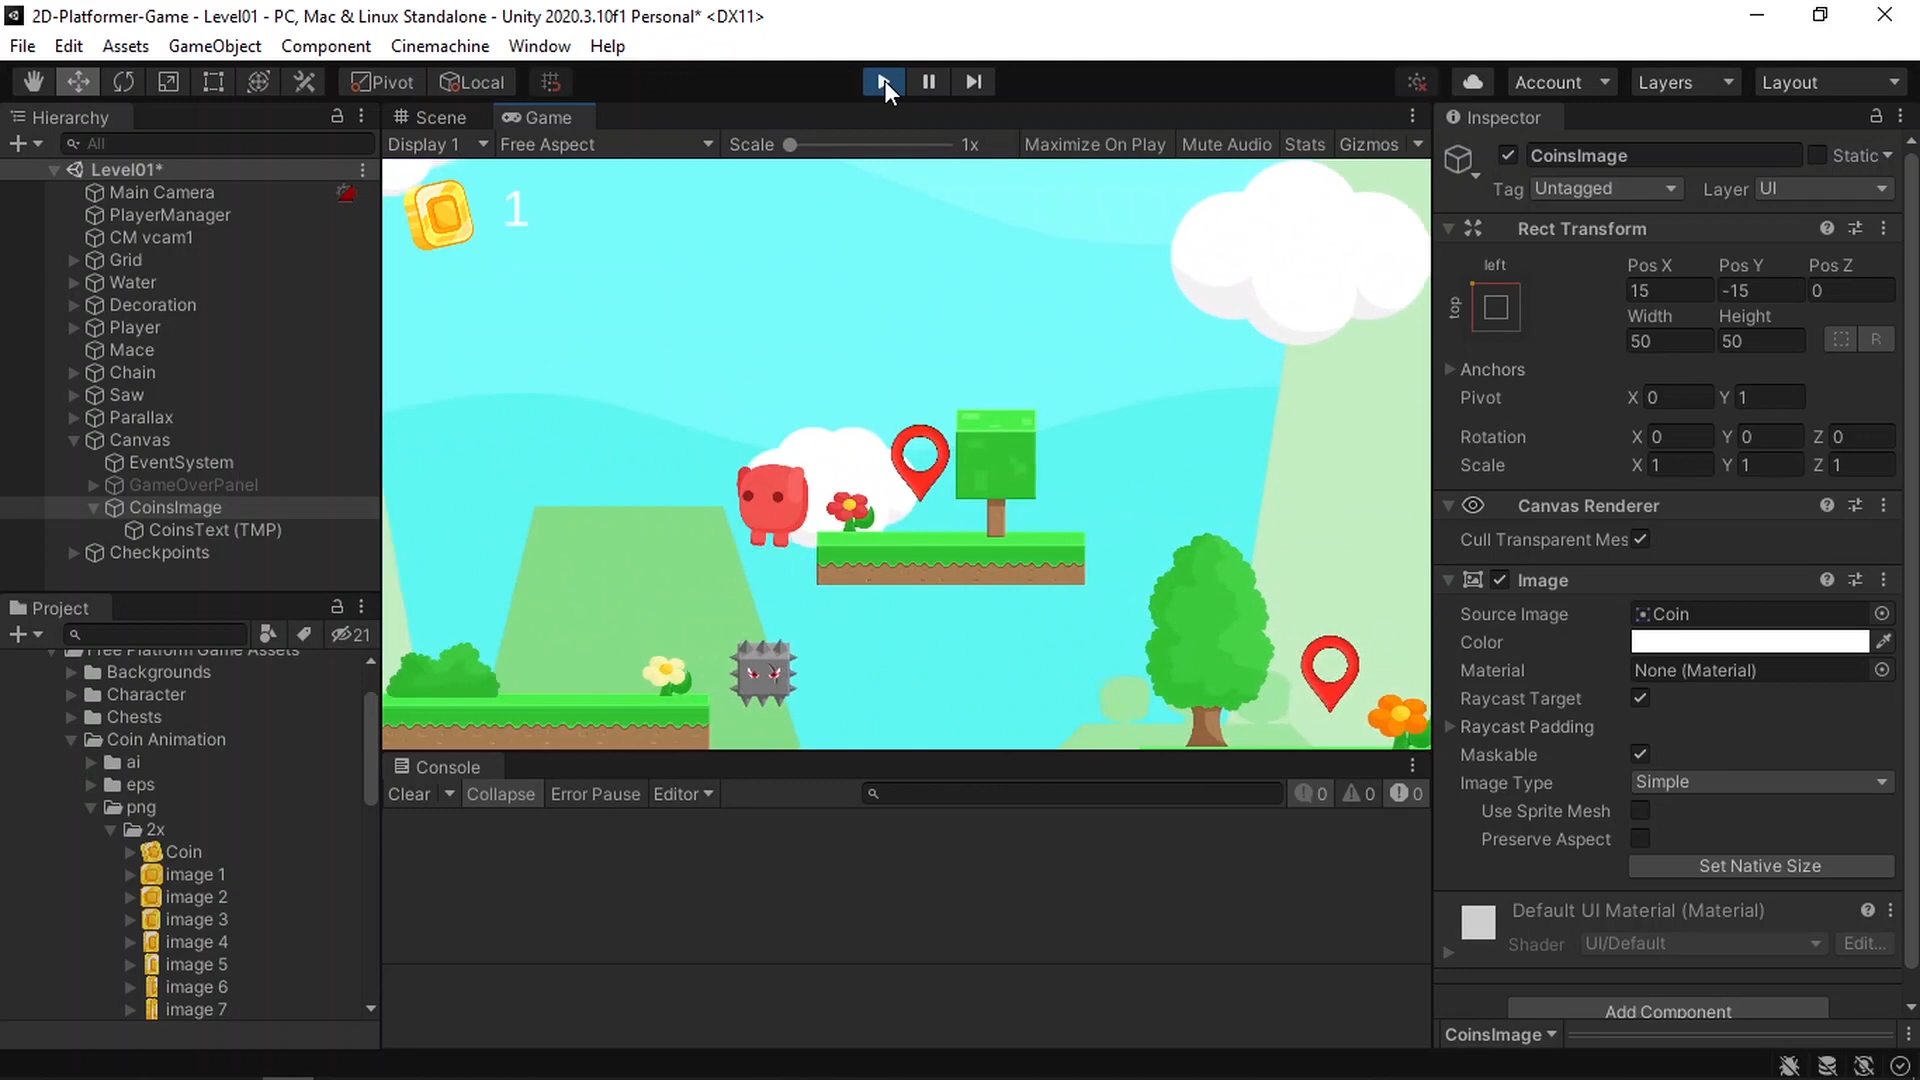 2D-Platformer-Game - Level01 - PC, Mac & Linux Standalone - Unity 2020.3.10f1 Personal* <DX11>
File Edit Assets GameObject Component Cinemachine Window Help
Pivot Local Account Layers Layout
Hierarchy
All
Level01*
Main Camera
PlayerManager
CM vcam1
Grid
Water
Decoration
Player
Mace
Chain
Saw
Parallax
Canvas
EventSystem
GameOverPanel
CoinsImage
CoinsText (TMP)
Checkpoints
Project
21
Free Platform Game Assets
Backgrounds
Character
Chests
Coin Animation
ai
eps
png
2x
Coin
image 1
image 2
image 3
image 4
image 5
image 6
image 7
Scene Game
Display 1 Free Aspect Scale 1x Maximize On Play Mute Audio Stats Gizmos
1
Console
Clear Collapse Error Pause Editor 0 0 0
Inspector
CoinsImage Static
Tag Untagged Layer UI
Rect Transform
left Pos X Pos Y Pos Z
top 15 -15 0
Width Height
50 50 R
Anchors
Pivot X 0 Y 1
Rotation X 0 Y 0 Z 0
Scale X 1 Y 1 Z 1
Canvas Renderer
Cull Transparent Mes
Image
Source Image Coin
Color
Material None (Material)
Raycast Target
Raycast Padding
Maskable
Image Type Simple
Use Sprite Mesh
Preserve Aspect
Set Native Size
Default UI Material (Material)
Shader UI/Default Edit...
Add Component
CoinsImage